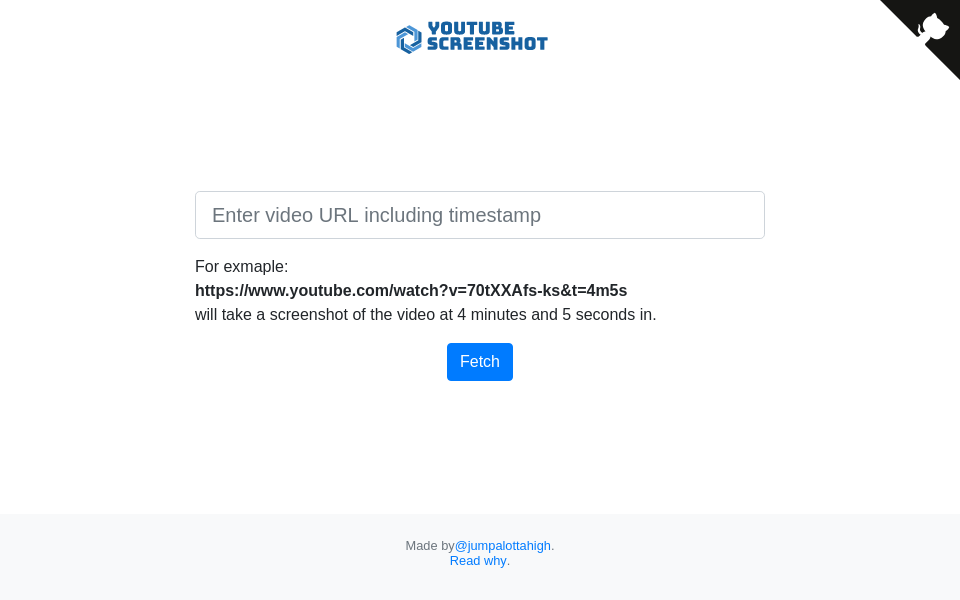 YOUTUBE
SCREENSHOT
Enter video URL including timestamp
For exmaple:
https://www.youtube.com/watch?v=70tXXAfs-ks&t=4m5s
will take a screenshot of the video at 4 minutes and 5 seconds in.
Fetch
Made by@jumpalottahigh.
Read why.